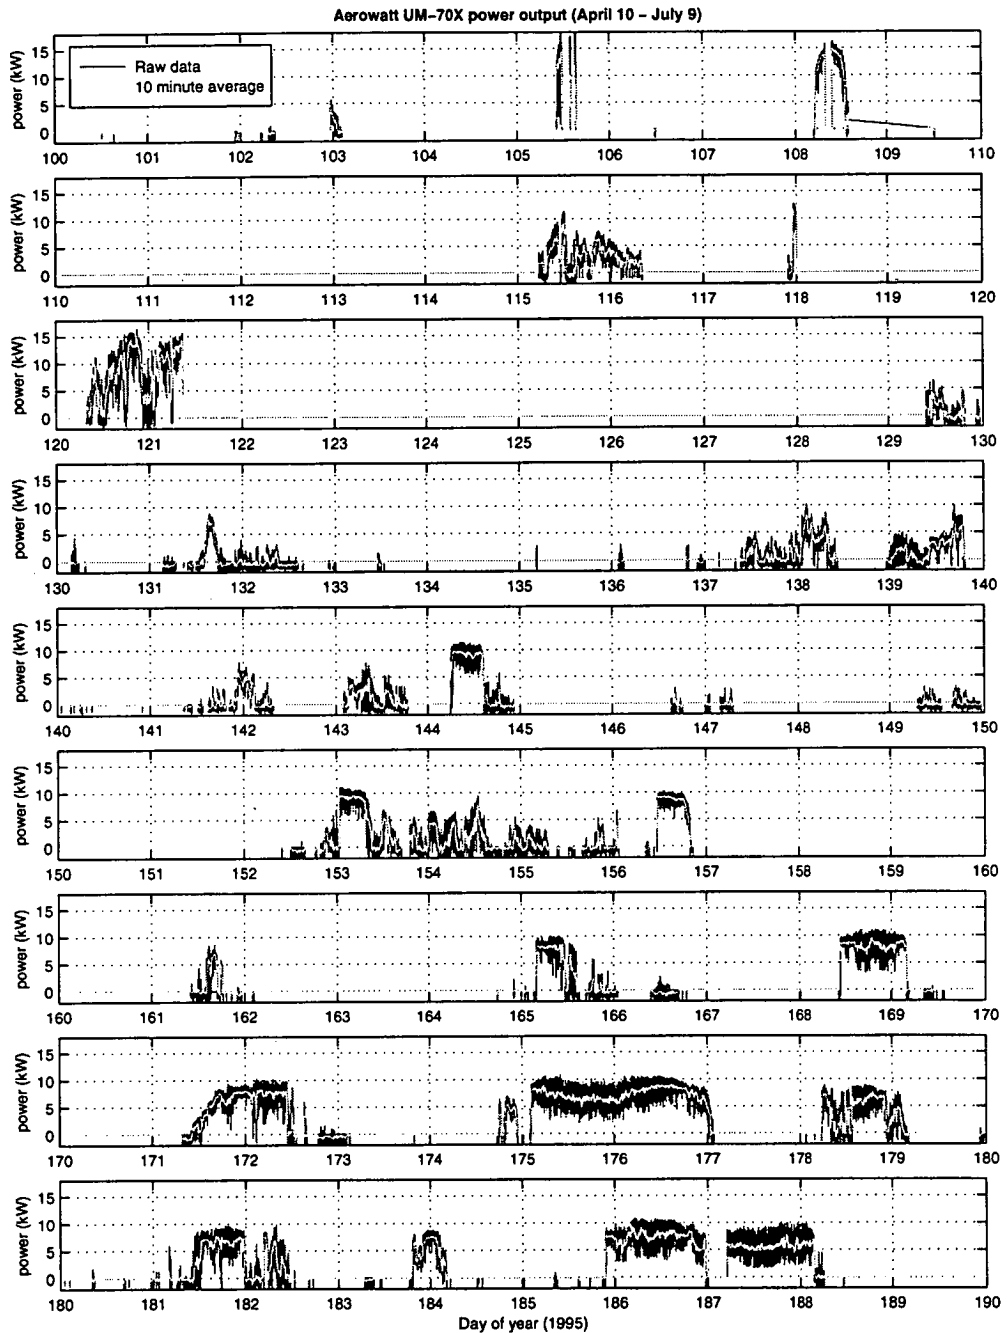 Aerowatt UM-70X power output (April 10 - July 9)
power (kW)
15
10
5
0
Raw data
10 minute average
100 101 102 103 104 105 106 107 108 109 110
power (kW)
15
10
5
0
110 111 112 113 114 115 116 117 118 119 120
power (kW)
15
10
5
0
120 121 122 123 124 125 126 127 128 129 130
power (kW)
15
10
5
0
130 131 132 133 134 135 136 137 138 139 140
power (kW)
15
10
5
0
140 141 142 143 144 145 146 147 148 149 150
power (kW)
15
10
5
0
150 151 152 153 154 155 156 157 158 159 160
power (kW)
15
10
5
0
160 161 162 163 164 165 166 167 168 169 170
power (kW)
15
10
5
0
170 171 172 173 174 175 176 177 178 179 180
power (kW)
15
10
5
0
180 181 182 183 184 185 186 187 188 189 190
Day of year (1995)